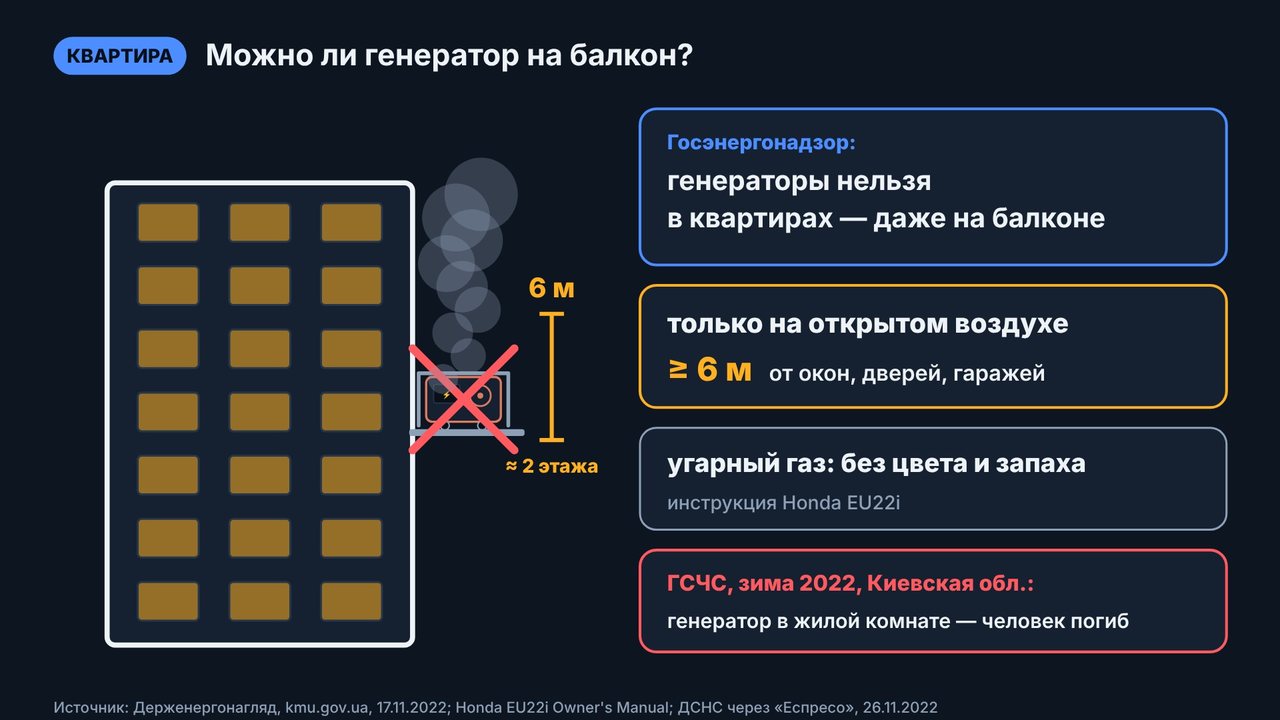 КВАРТИРА
Можно ли генератор на балкон?
6 м
≈ 2 этажа
Госэнергонадзор:
генераторы нельзя
в квартирах — даже на балконе
только на открытом воздухе
≥ 6 м от окон, дверей, гаражей
угарный газ: без цвета и запаха
инструкция Honda EU22i
ГСЧС, зима 2022, Киевская обл.:
генератор в жилой комнате — человек погиб
Источник: Держенергонагляд, kmu.gov.ua, 17.11.2022; Honda EU22i Owner's Manual; ДСНС через «Еспресо», 26.11.2022